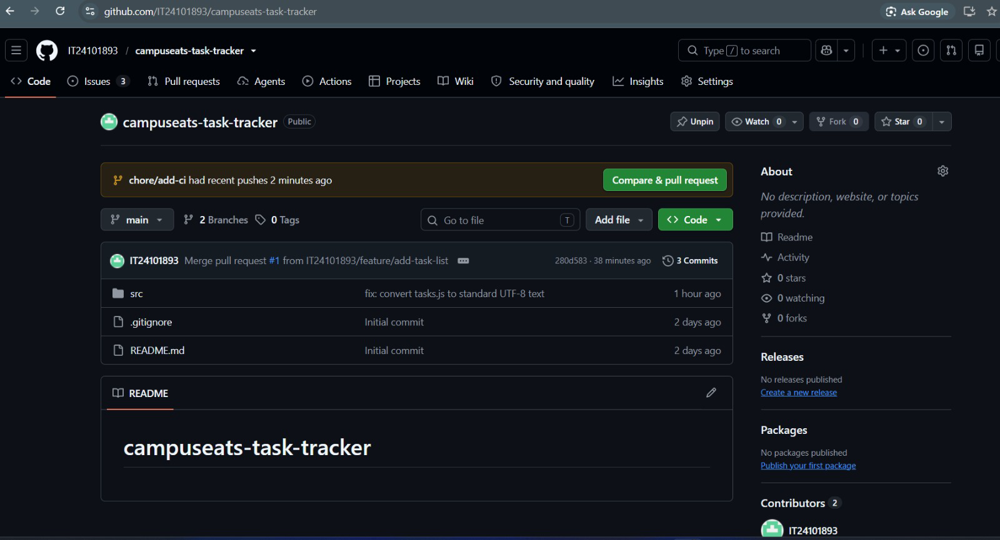 github.com/IT24101893/campuseats-task-tracker
Ask Google
IT24101893 / campuseats-task-tracker
Type / to search
Code
Issues 3
Pull requests
Agents
Actions
Projects
Wiki
Security and quality
Insights
Settings
campuseats-task-tracker Public
Unpin
Watch 0
Fork 0
Star 0
chore/add-ci had recent pushes 2 minutes ago
Compare & pull request
main
2 Branches
0 Tags
Go to file T
Add file
Code
IT24101893 Merge pull request #1 from IT24101893/feature/add-task-list
280d583 · 38 minutes ago
3 Commits
src fix: convert tasks.js to standard UTF-8 text 1 hour ago
.gitignore Initial commit 2 days ago
README.md Initial commit 2 days ago
README
campuseats-task-tracker
About
No description, website, or topics
provided.
Readme
Activity
0 stars
0 watching
0 forks
Releases
No releases published
Create a new release
Packages
No packages published
Publish your first package
Contributors 2
IT24101893